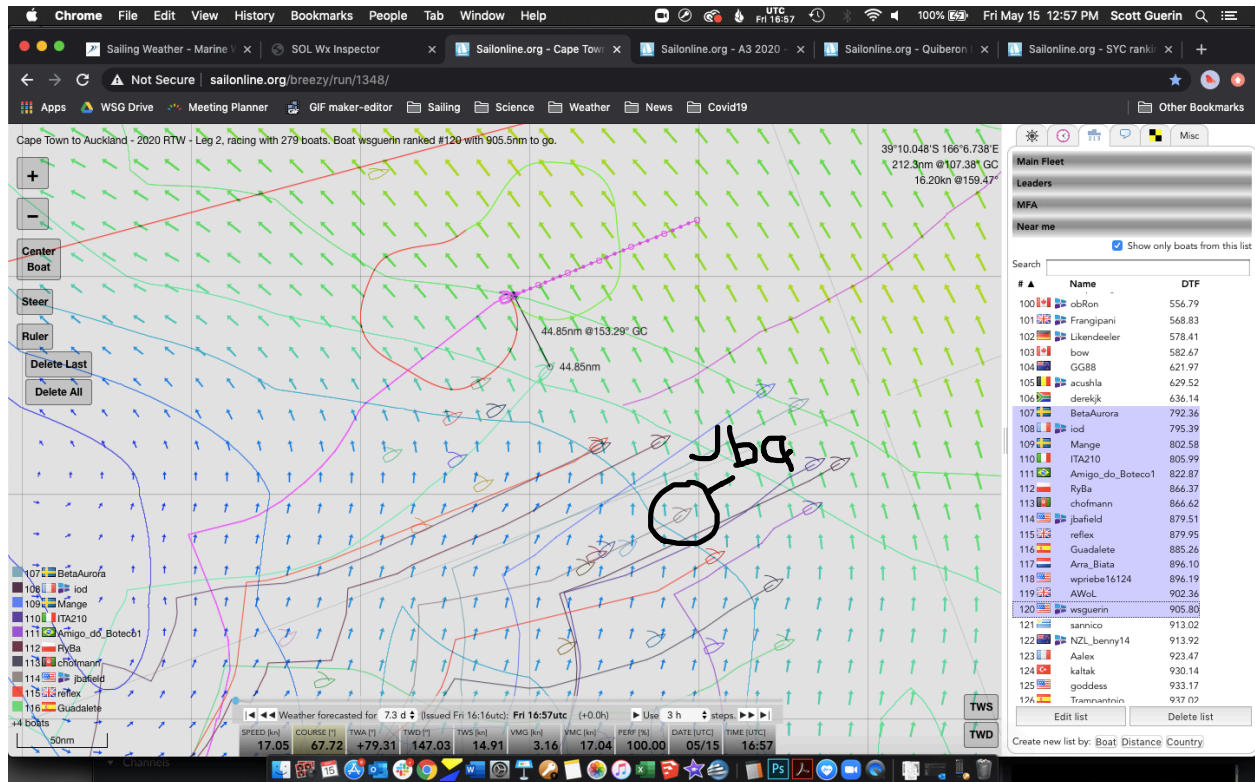 Chrome File Edit View History Bookmarks People Tab Window Help UTC Fri 16:57 100% Fri May 15 12:57 PM Scott Guerin
Sailing Weather - Marine W SOL Wx Inspector Sailonline.org - Cape Town Sailonline.org - A3 2020 - Sailonline.org - Quiberon Sailonline.org - SYC rankin
Not Secure | sailonline.org/breezy/run/1348/
Apps WSG Drive Meeting Planner GIF maker-editor Sailing Science Weather News Covid19 Other Bookmarks
Cape Town to Auckland - 2020 RTW - Leg 2, racing with 279 boats. Boat wsguerin ranked #120 with 905.5nm to go.
39°10.048'S 166°6.738'E
212.3nm @107.38° GC
16.20kn @159.47°
+
−
Center Boat
Steer
Ruler
Delete Last
Delete All
44.85nm @153.29° GC
44.85nm
Jba
107 BetaAurora
108 iod
109 Mange
110 ITA210
111 Amigo_do_Boteco1
112 RyBa
113 chofmann
114 jbafield
115 reflex
116 Guadalete
+4 boats
50nm
Weather forecasted for 7.3 d (Issued Fri 16:16utc): Fri 16:57utc (+0.0h) Use 3 h steps.
SPEED [kn] COURSE [°] TWA [°] TWD [°] TWS [kn] VMG [kn] VMC [kn] PERF [%] DATE [UTC] TIME [UTC]
17.05 67.72 +79.31 147.03 14.91 3.16 17.04 100.00 05/15 16:57
TWS
TWD
Misc
Main Fleet
Leaders
MFA
Near me
Show only boats from this list
Search
# ▲ Name DTF
100 obRon 556.79
101 Frangipani 568.83
102 Likendeeler 578.41
103 bow 582.67
104 GG88 621.97
105 acushla 629.52
106 derekjk 636.14
107 BetaAurora 792.36
108 iod 795.39
109 Mange 802.58
110 ITA210 805.99
111 Amigo_do_Boteco1 822.87
112 RyBa 866.37
113 chofmann 866.62
114 jbafield 879.51
115 reflex 879.95
116 Guadalete 885.26
117 Arra_Biata 896.10
118 wpriebe16124 896.19
119 AWoL 902.36
120 wsguerin 905.80
121 sannico 913.02
122 NZL_benny14 913.92
123 Aalex 923.47
124 kaltak 930.14
125 goddess 933.17
126 Trampantoio 937.02
Edit list Delete list
Create new list by: Boat Distance Country
Channels